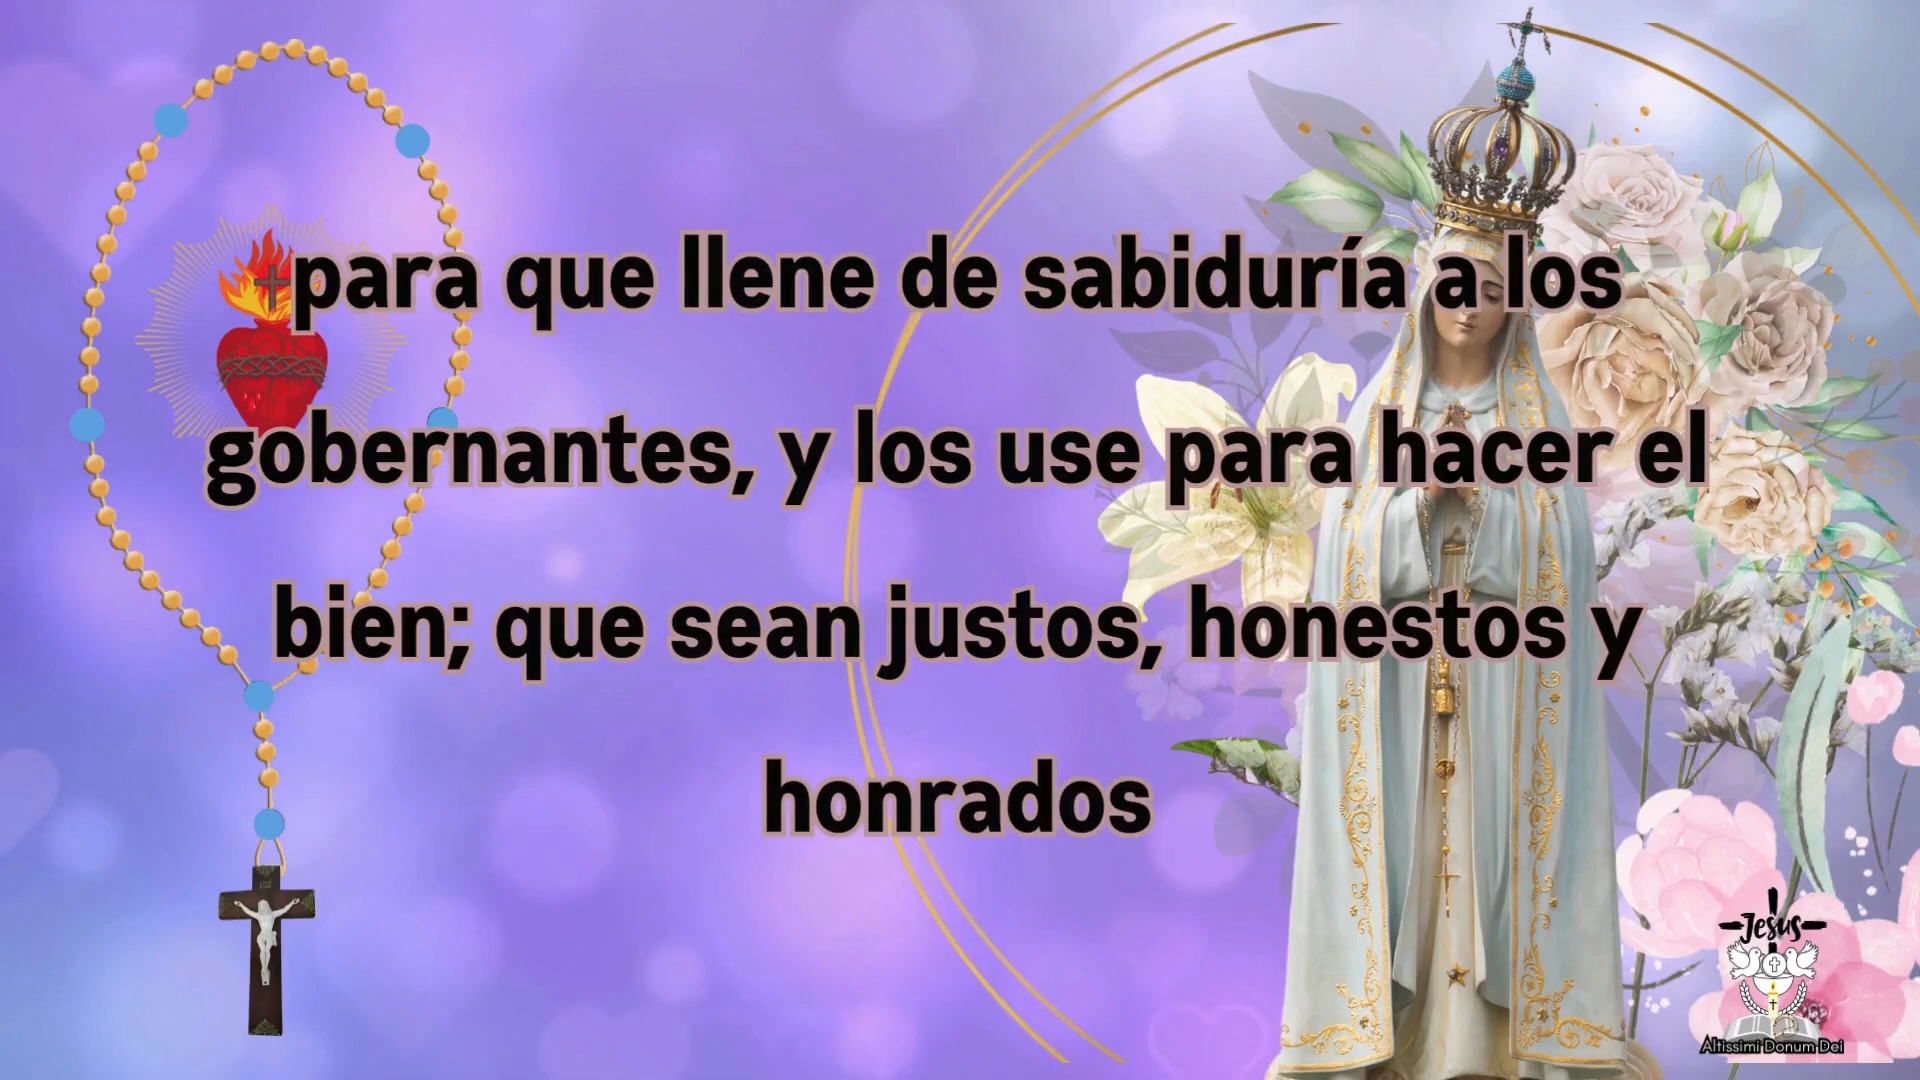 para que llene de sabiduría a los
gobernantes, y los use para hacer el
bien; que sean justos, honestos y
honrados
Jesus
Altissimi Donum Dei